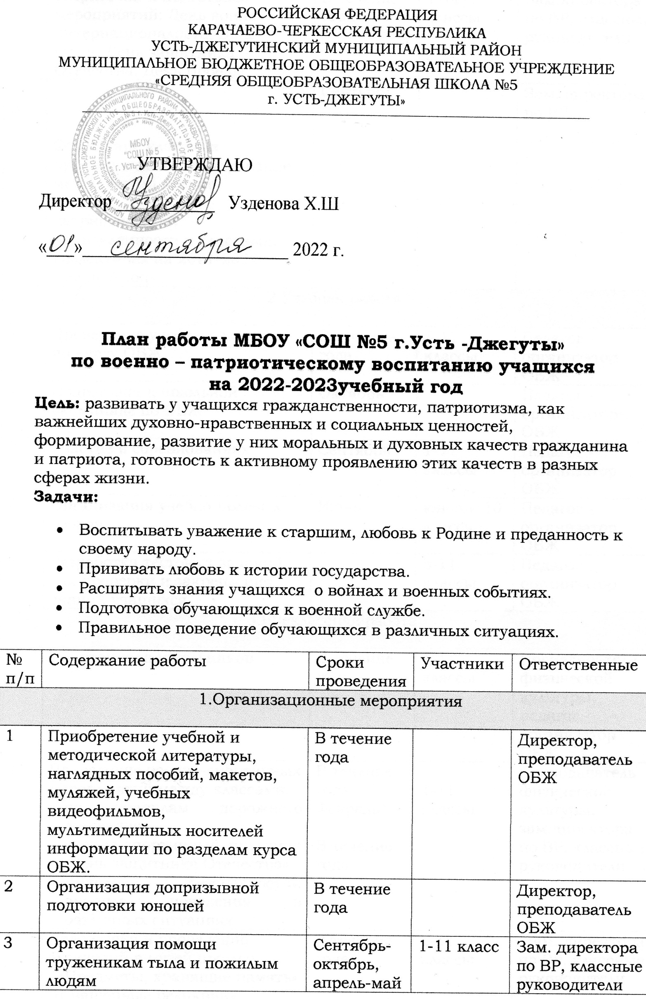 РОССИЙСКАЯ ФЕДЕРАЦИЯ
КАРАЧАЕВО-ЧЕРКЕССКАЯ РЕСПУБЛИКА
УСТЬ-ДЖЕГУТИНСКИЙ МУНИЦИПАЛЬНЫЙ РАЙОН
МУНИЦИПАЛЬНОЕ БЮДЖЕТНОЕ ОБЩЕОБРАЗОВАТЕЛЬНОЕ УЧРЕЖДЕНИЕ
«СРЕДНЯЯ ОБЩЕОБРАЗОВАТЕЛЬНАЯ ШКОЛА №5
г. УСТЬ-ДЖЕГУТЫ»
МБОУ
"СОШ № 5
г. Усть-Джегуты"
УТВЕРЖДАЮ
Директор Узденова Х.Ш
«01» сентября 2022 г.
План работы МБОУ «СОШ №5 г.Усть -Джегуты»
по военно – патриотическому воспитанию учащихся
на 2022-2023учебный год
Цель: развивать у учащихся гражданственности, патриотизма, как
важнейших духовно-нравственных и социальных ценностей,
формирование, развитие у них моральных и духовных качеств гражданина
и патриота, готовность к активному проявлению этих качеств в разных
сферах жизни.
Задачи:
• Воспитывать уважение к старшим, любовь к Родине и преданность к
своему народу.
• Прививать любовь к истории государства.
• Расширять знания учащихся о войнах и военных событиях.
• Подготовка обучающихся к военной службе.
• Правильное поведение обучающихся в различных ситуациях.
№
п/п
Содержание работы
Сроки
проведения
Участники
Ответственные
1.Организационные мероприятия
1
Приобретение учебной и
методической литературы,
наглядных пособий, макетов,
муляжей, учебных
видеофильмов,
мультимедийных носителей
информации по разделам курса
ОБЖ.
В течение
года
Директор,
преподаватель
ОБЖ
2
Организация допризывной
подготовки юношей
В течение
года
Директор,
преподаватель
ОБЖ
3
Организация помощи
труженикам тыла и пожилым
людям
Сентябрь-
октябрь,
апрель-май
1-11 класс
Зам. директора
по ВР, классные
руководители